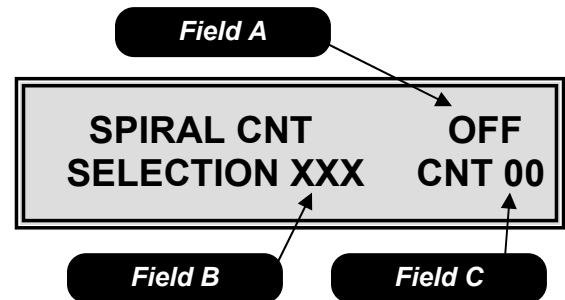 Field A
SPIRAL CNT OFF
SELECTION XXX CNT 00
Field B Field C